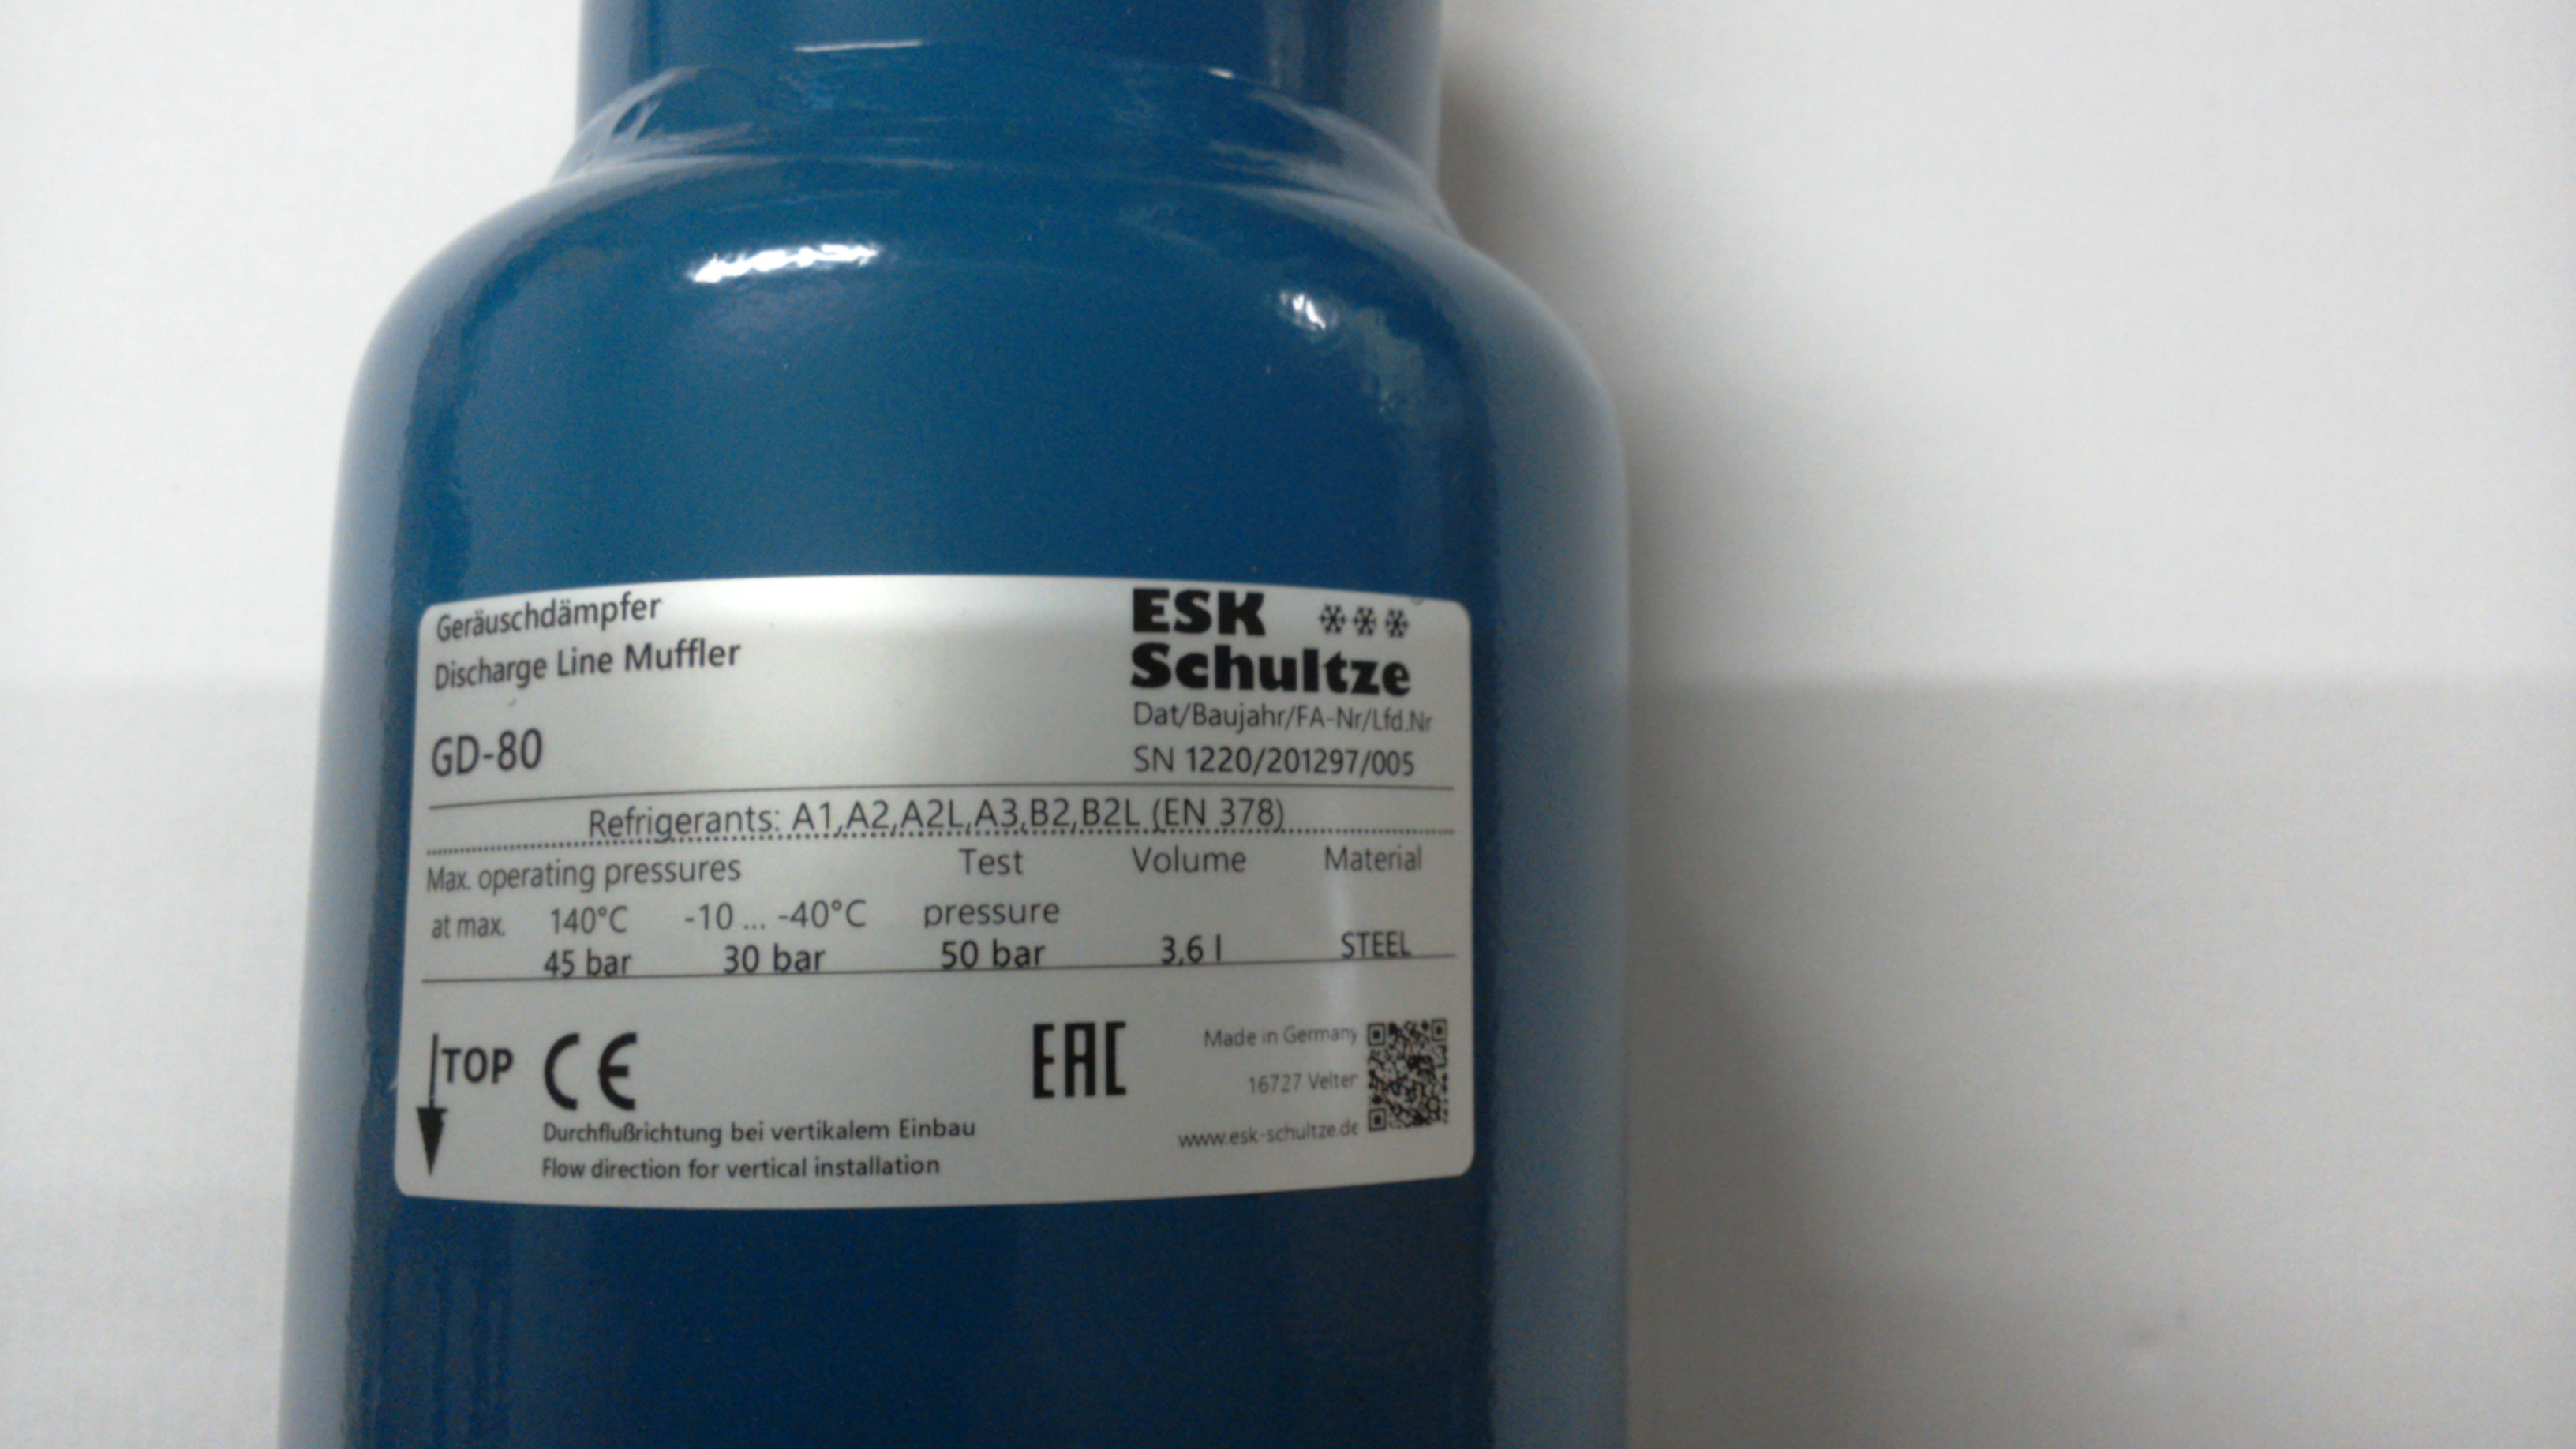 Geräuschdämpfer
Discharge Line Muffler
GD-80
ESK
Schultze
Dat/Baujahr/FA-Nr/Lfd.Nr
SN 1220/201297/005
Refrigerants: A1,A2,A2L,A3,B2,B2L (EN 378)
Max. operating pressures Test Volume Material
at max. 140°C -10 ... -40°C pressure
45 bar 30 bar 50 bar 3,6 l STEEL
TOP CE
Durchflußrichtung bei vertikalem Einbau
Flow direction for vertical installation
EAC
Made in Germany
16727 Velten
www.esk-schultze.de